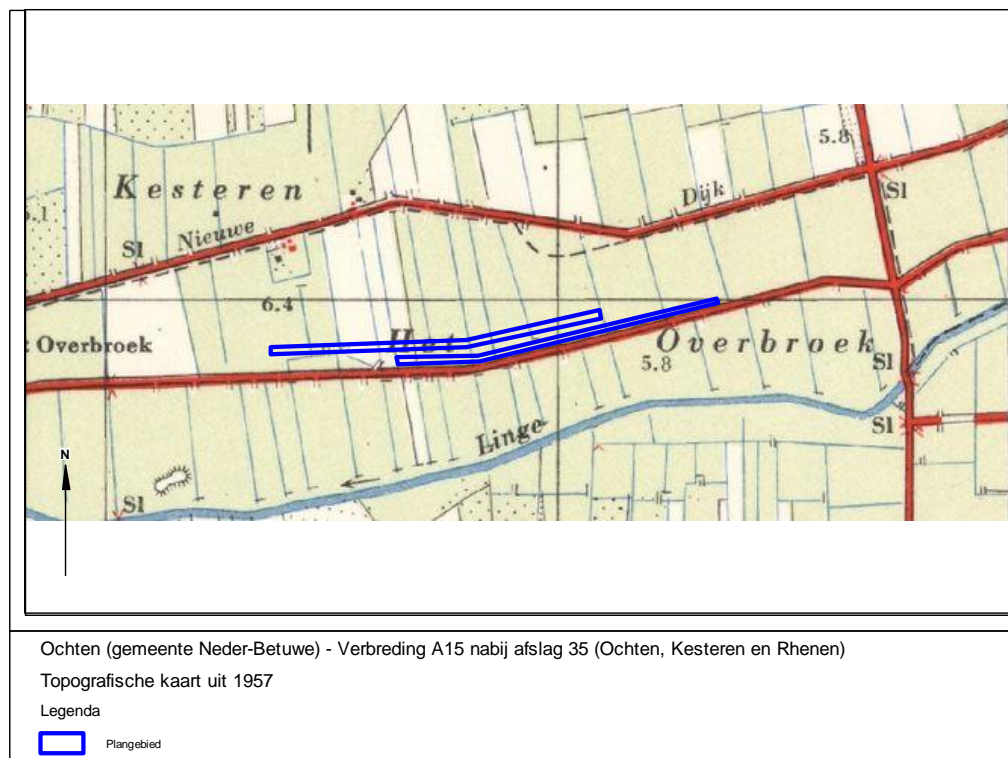 5.8
Kesteren
Dijk
Sl
5.1
Nieuwe
Sl
6.4
Overbroek
Het Overbroek
5.8
Sl
Linge
Sl
N
Sl
Ochten (gemeente Neder-Betuwe) - Verbreding A15 nabij afslag 35 (Ochten, Kesteren en Rhenen)
Topografische kaart uit 1957
Legenda
Plangebied